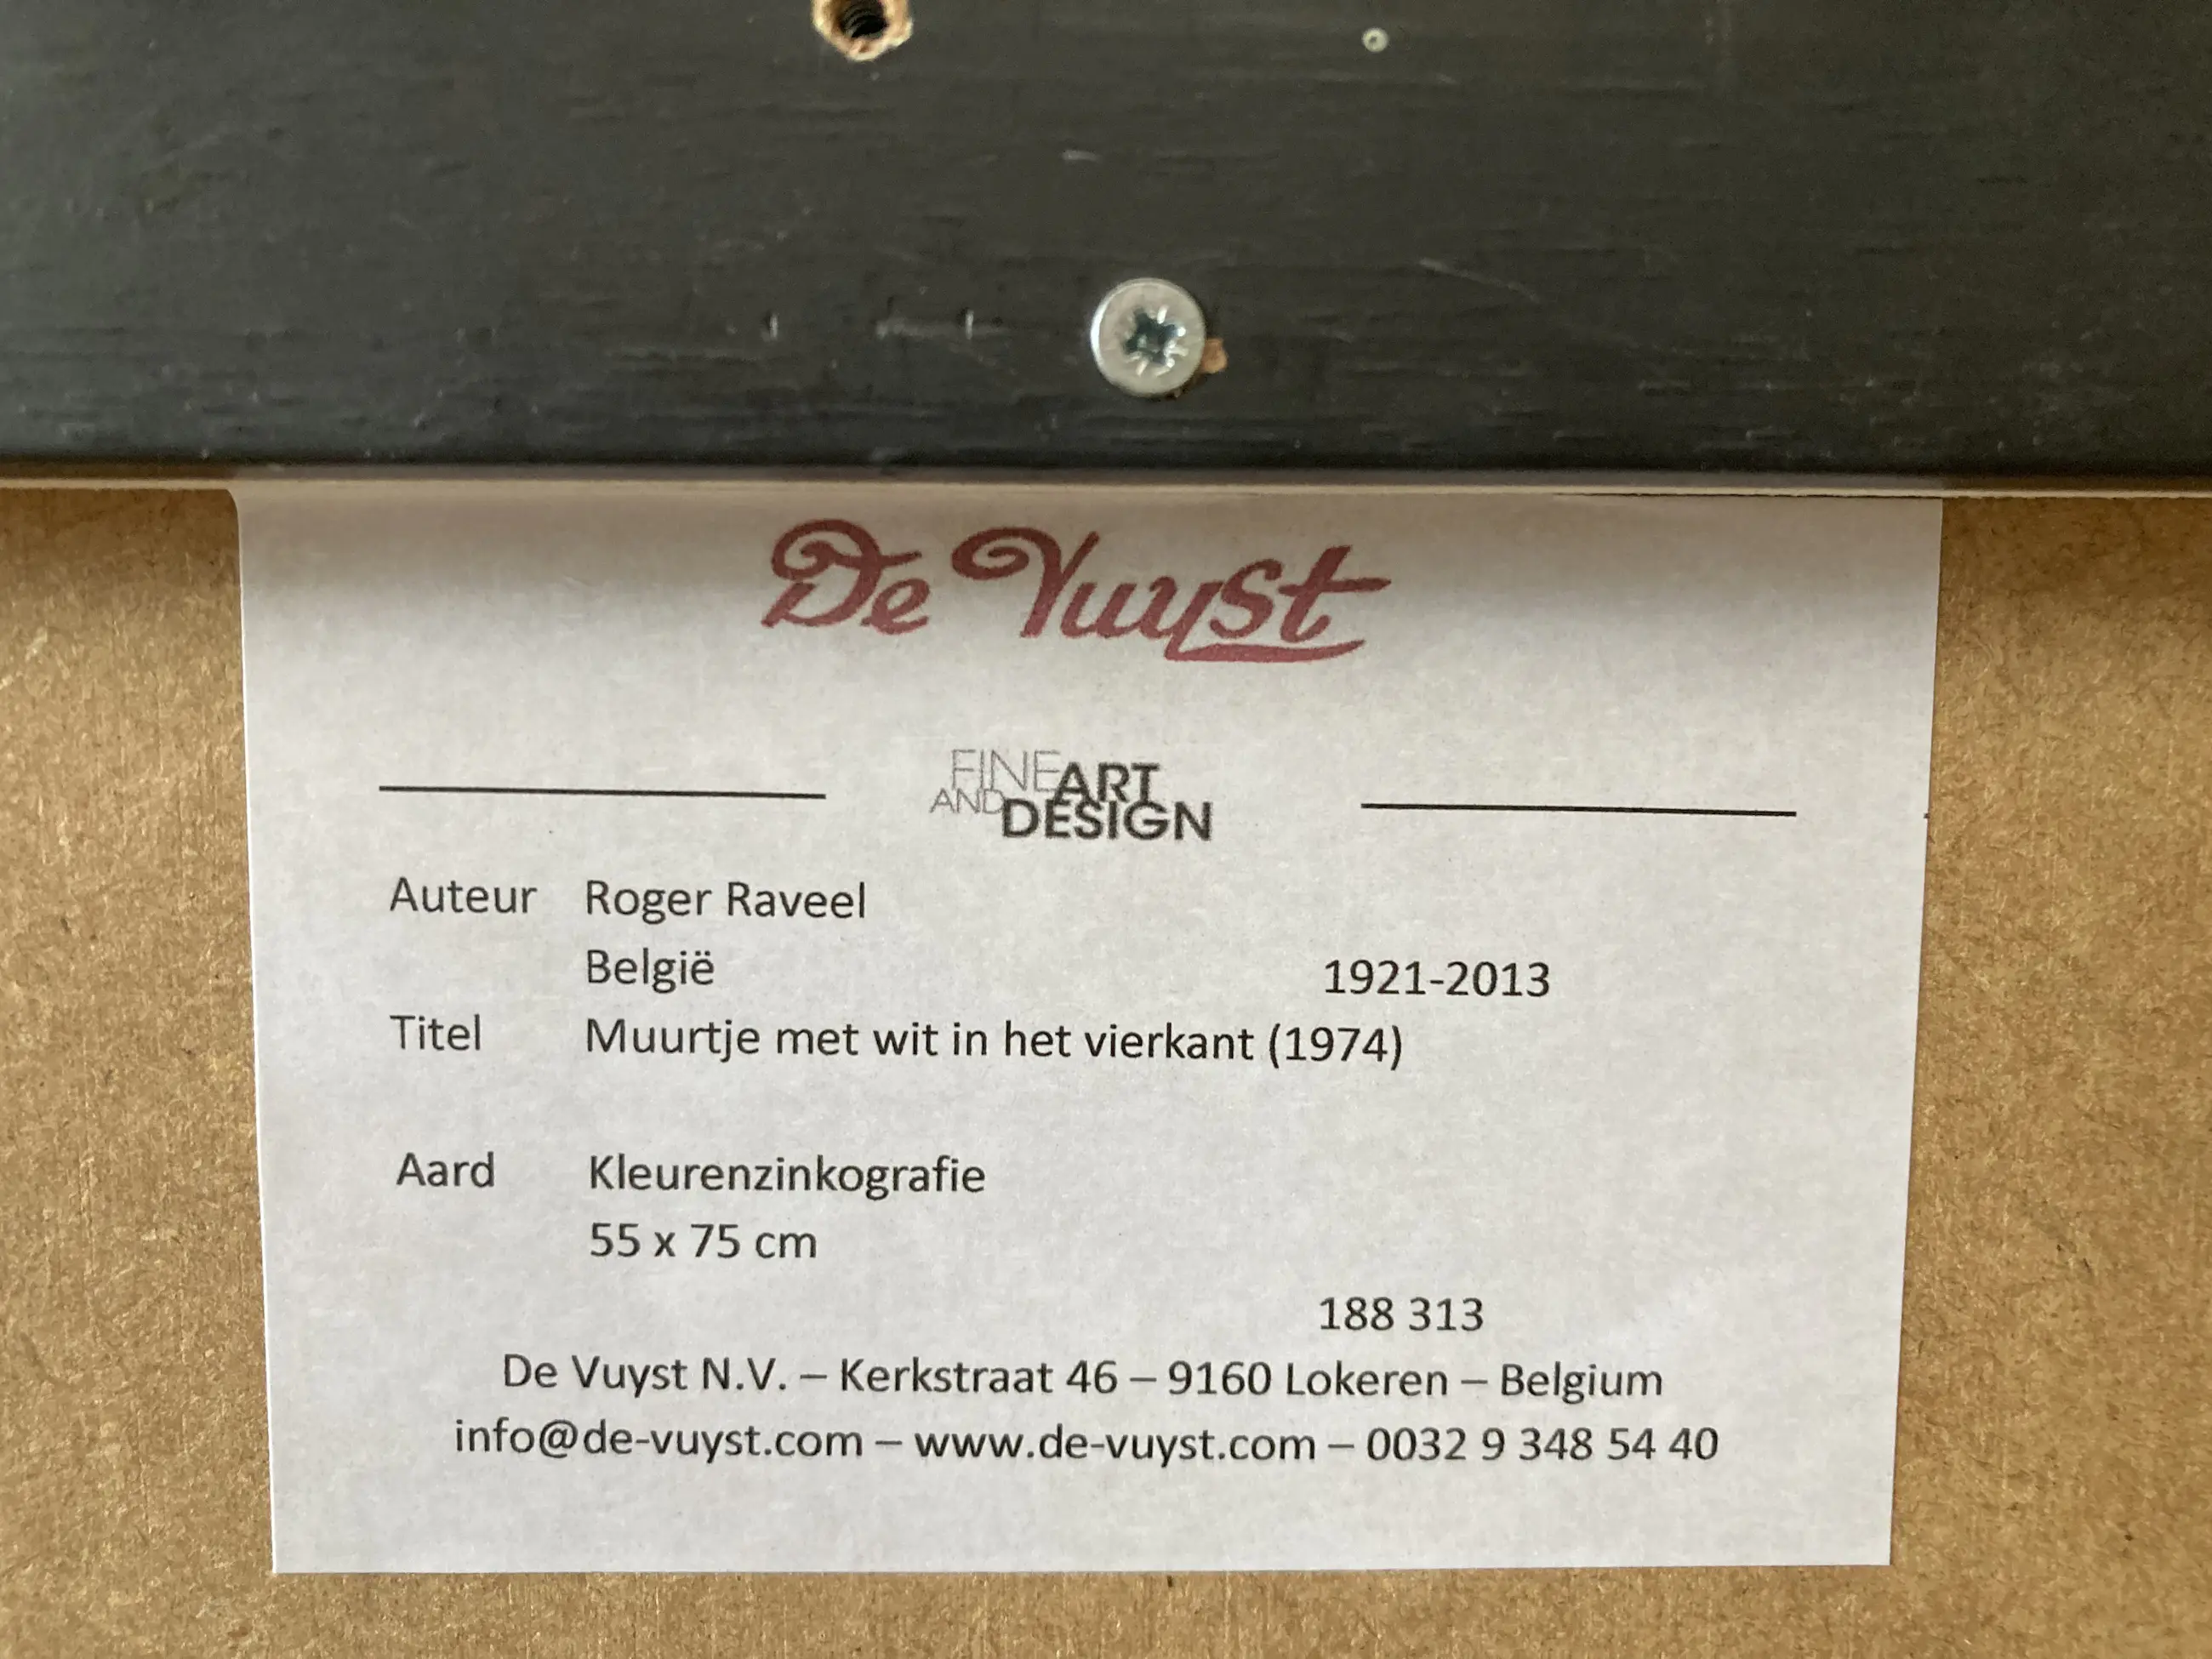 De Vuyst
FINE ART
AND DESIGN
Auteur Roger Raveel
België 1921-2013
Titel Muurtje met wit in het vierkant (1974)
Aard Kleurenzinkografie
55 x 75 cm
188 313
De Vuyst N.V. – Kerkstraat 46 – 9160 Lokeren – Belgium
info@de-vuyst.com – www.de-vuyst.com – 0032 9 348 54 40